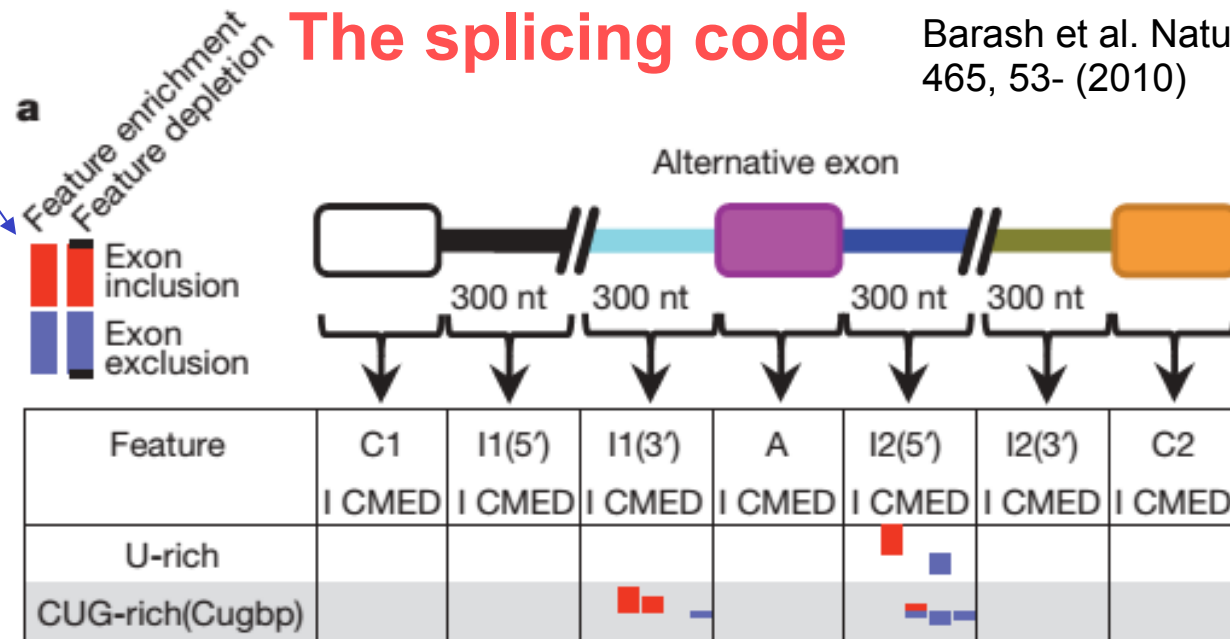 The splicing code
Barash et al. Natu
465, 53- (2010)
a
Feature enrichment
Feature depletion
Exon
inclusion
Exon
exclusion
Alternative exon
300 nt 300 nt 300 nt 300 nt
Feature C1 I1(5′) I1(3′) A I2(5′) I2(3′) C2
I CMED I CMED I CMED I CMED I CMED I CMED I CMED
U-rich
CUG-rich(Cugbp)